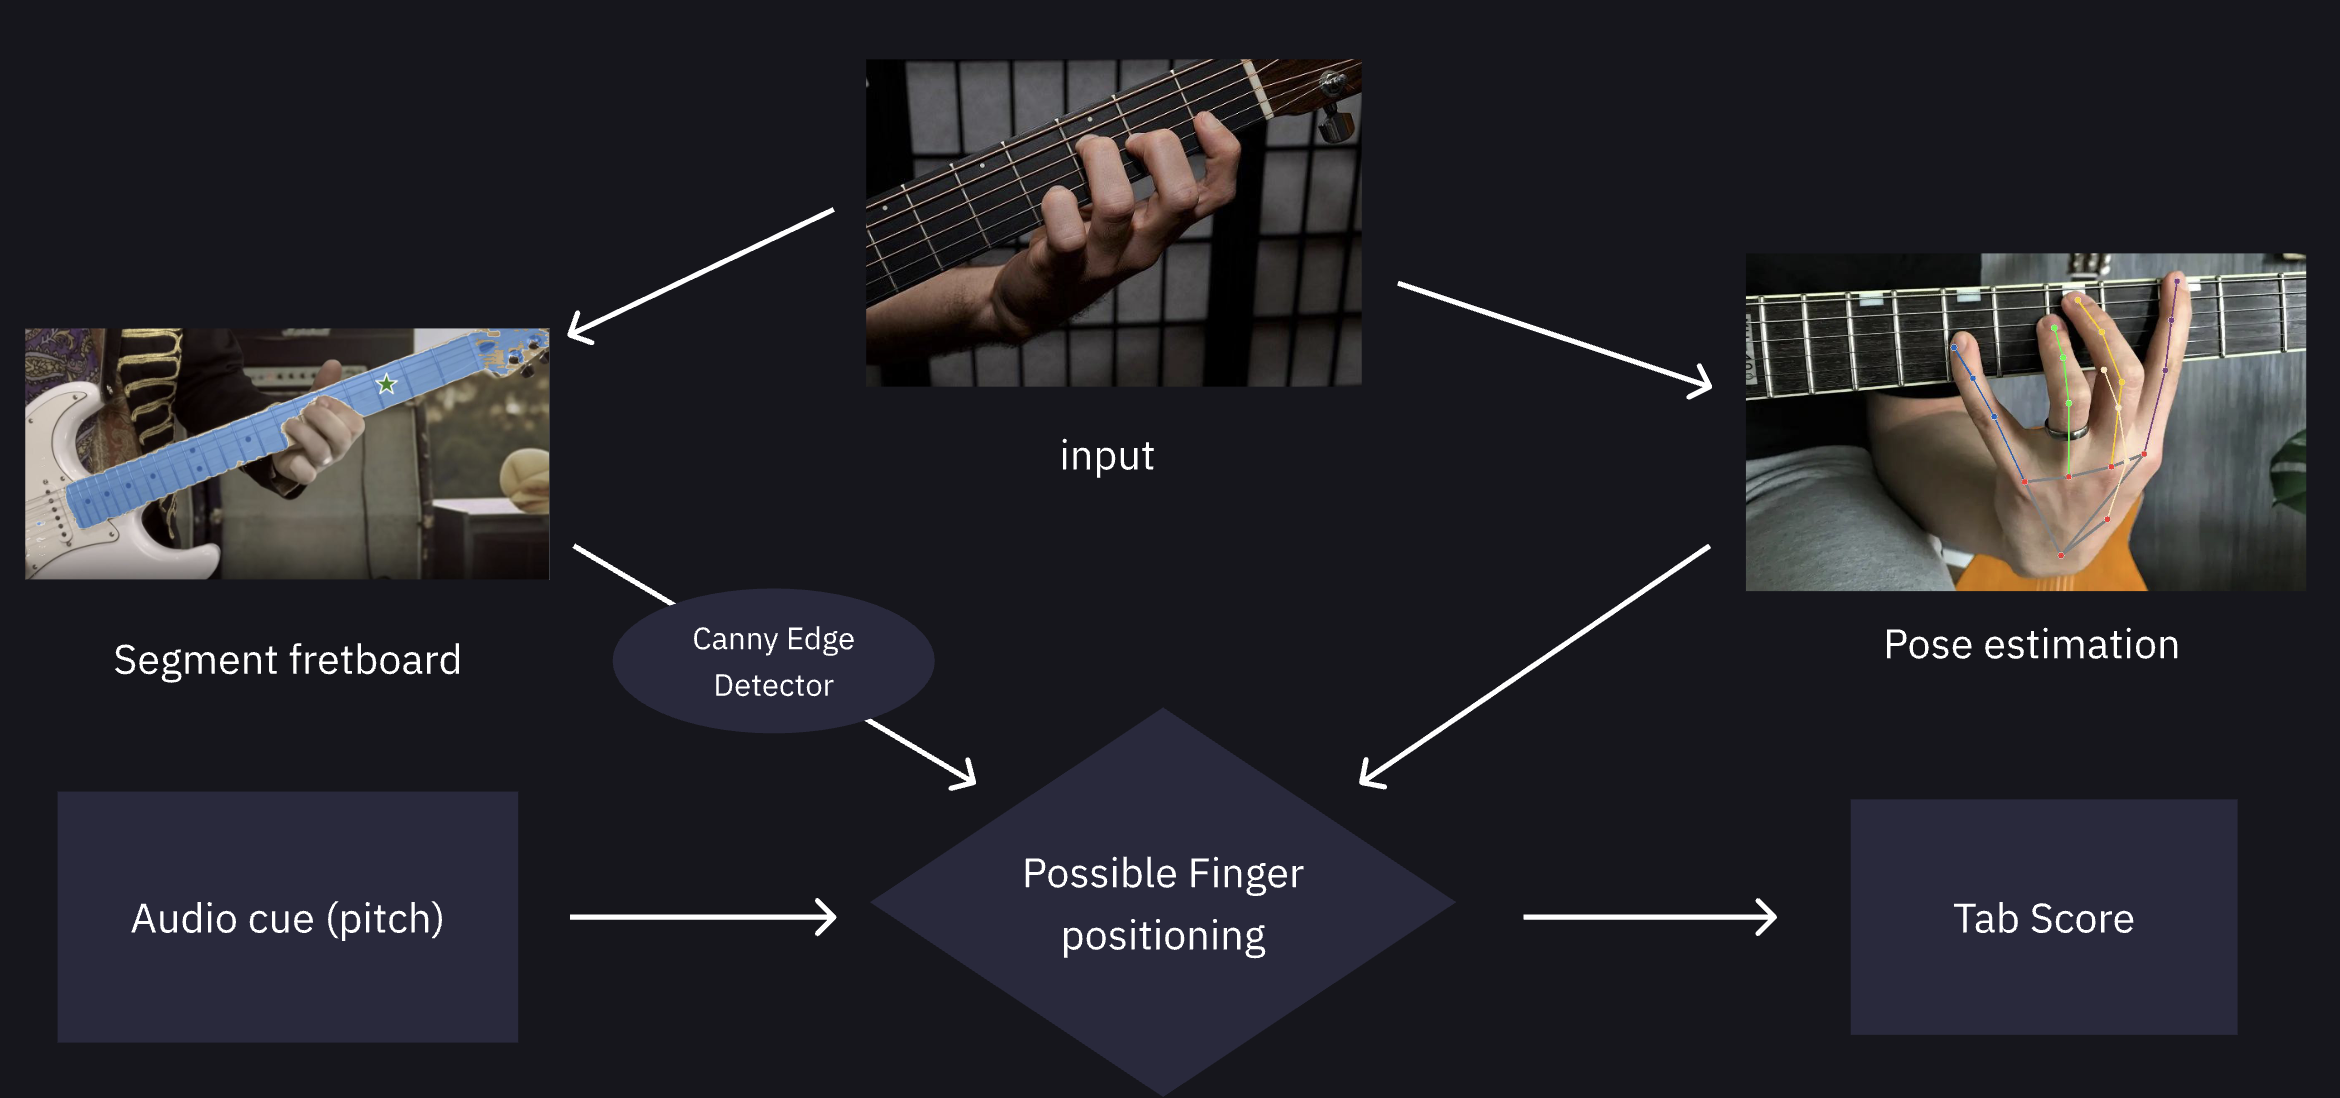 input
Segment fretboard
Pose estimation
Canny Edge
Detector
Audio cue (pitch)
Possible Finger
positioning
Tab Score